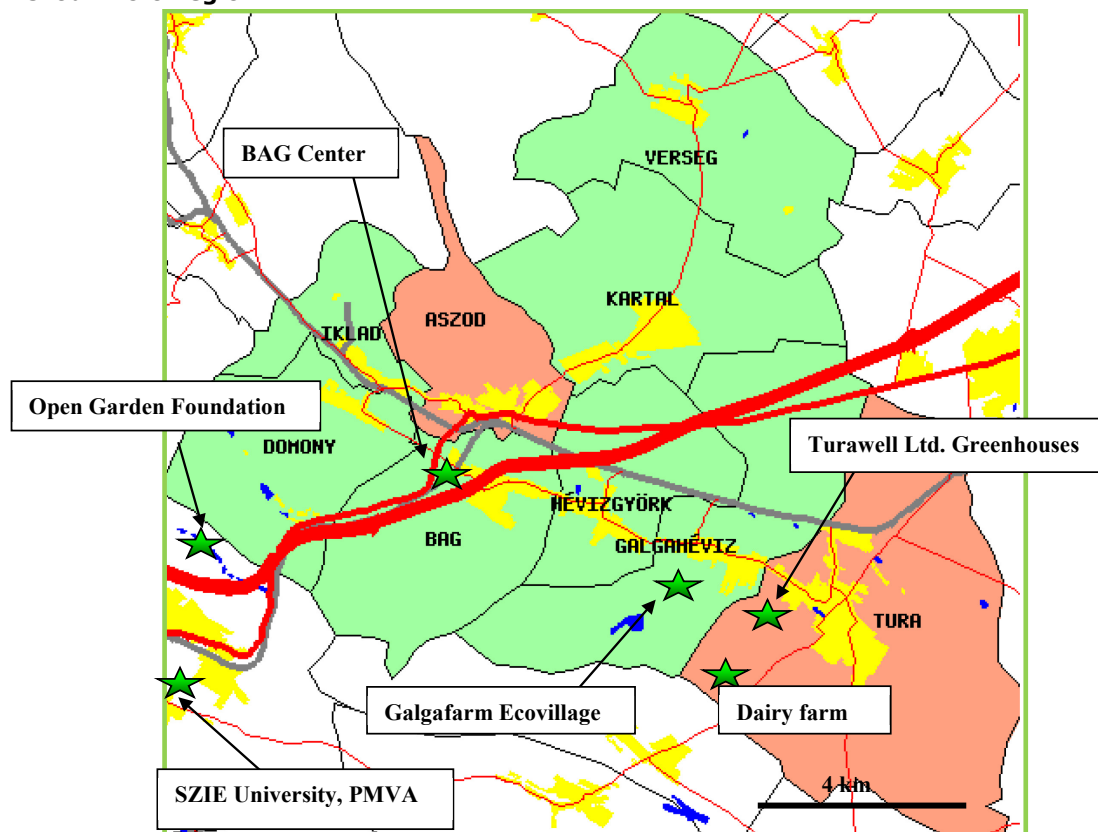 BAG Center
VERSEG
KARTAL
ASZOD
IKLAD
Open Garden Foundation
Turawell Ltd. Greenhouses
DOMONY
HÉVIZGYÖRK
BAG
GALGAHÉVIZ
TURA
Galgafarm Ecovillage
Dairy farm
SZIE University, PMVA
4 km